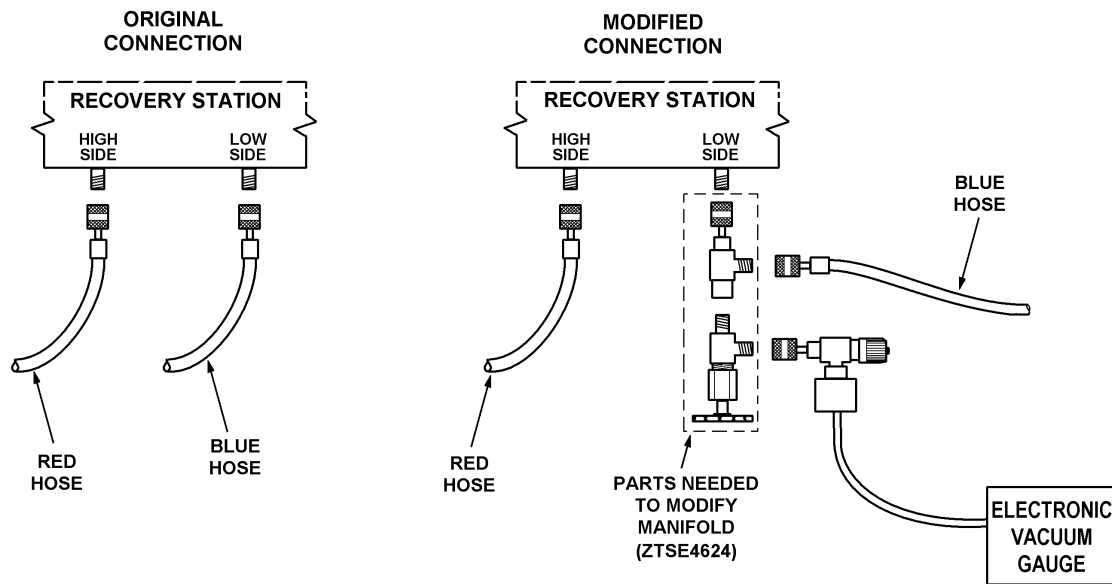 ORIGINAL
CONNECTION
RECOVERY STATION
HIGH
SIDE
LOW
SIDE
RED
HOSE
BLUE
HOSE
MODIFIED
CONNECTION
RECOVERY STATION
HIGH
SIDE
LOW
SIDE
BLUE
HOSE
RED
HOSE
PARTS NEEDED
TO MODIFY
MANIFOLD
(ZTSE4624)
ELECTRONIC
VACUUM
GAUGE